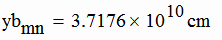 yb_mn = 3.7176 × 10^10 cm